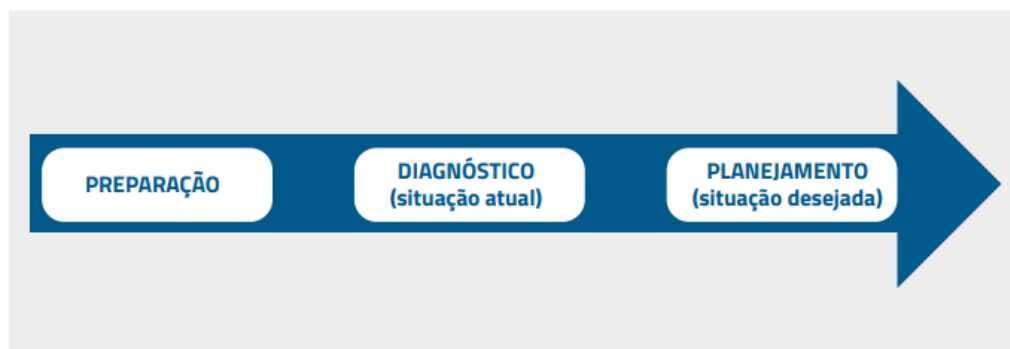 PREPARAÇÃO
DIAGNÓSTICO
(situação atual)
PLANEJAMENTO
(situação desejada)